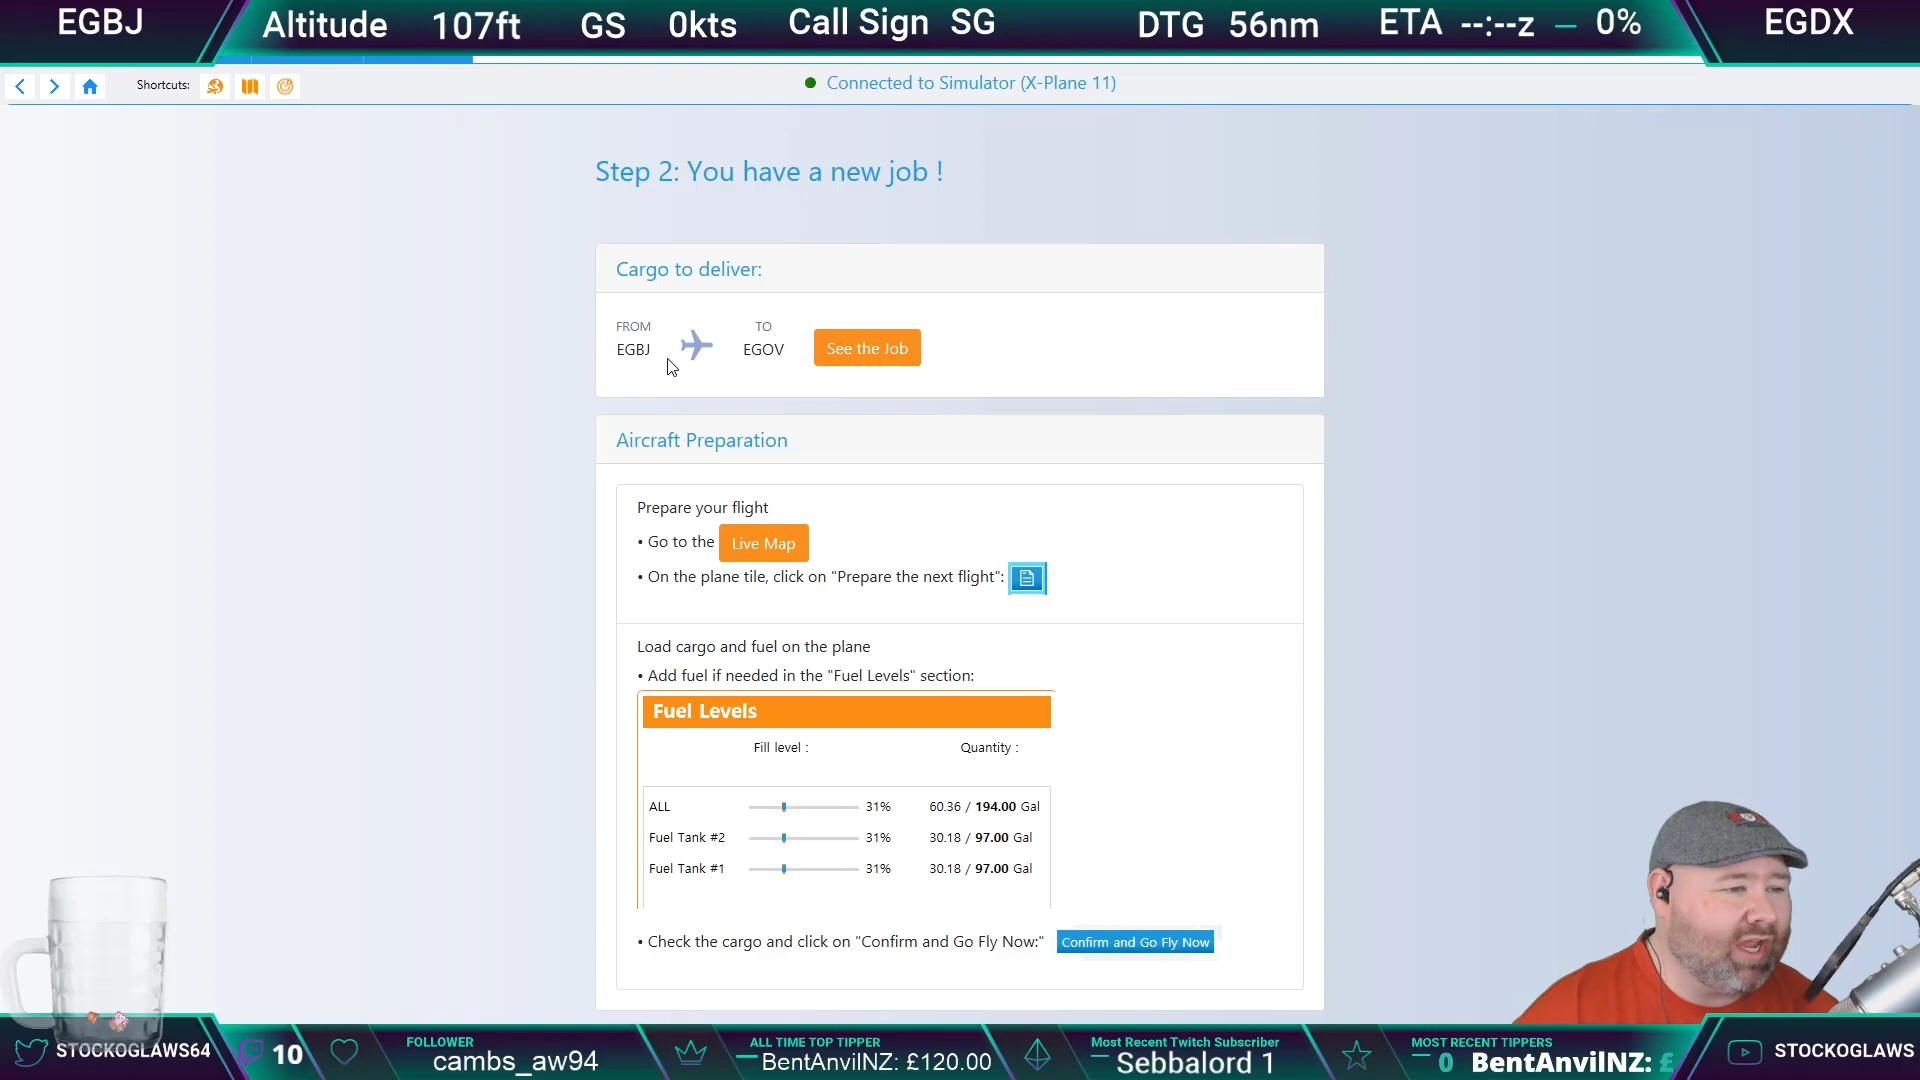 EGBJ
Altitude 107ft GS 0kts Call Sign SG DTG 56nm ETA --:--z — 0%
EGDX
Shortcuts:
Connected to Simulator (X-Plane 11)
Step 2: You have a new job !
Cargo to deliver:
FROM
EGBJ
TO
EGOV
See the Job
Aircraft Preparation
Prepare your flight
• Go to the Live Map
• On the plane tile, click on "Prepare the next flight":
Load cargo and fuel on the plane
• Add fuel if needed in the "Fuel Levels" section:
Fuel Levels
Fill level : Quantity :
ALL 31% 60.36 / 194.00 Gal
Fuel Tank #2 31% 30.18 / 97.00 Gal
Fuel Tank #1 31% 30.18 / 97.00 Gal
• Check the cargo and click on "Confirm and Go Fly Now:" Confirm and Go Fly Now
STOCKOGLAWS64
10
FOLLOWER
cambs_aw94
ALL TIME TOP TIPPER
BentAnvilNZ: £120.00
Most Recent Twitch Subscriber
Sebbalord 1
MOST RECENT TIPPERS
0 BentAnvilNZ: £
STOCKOGLAWS